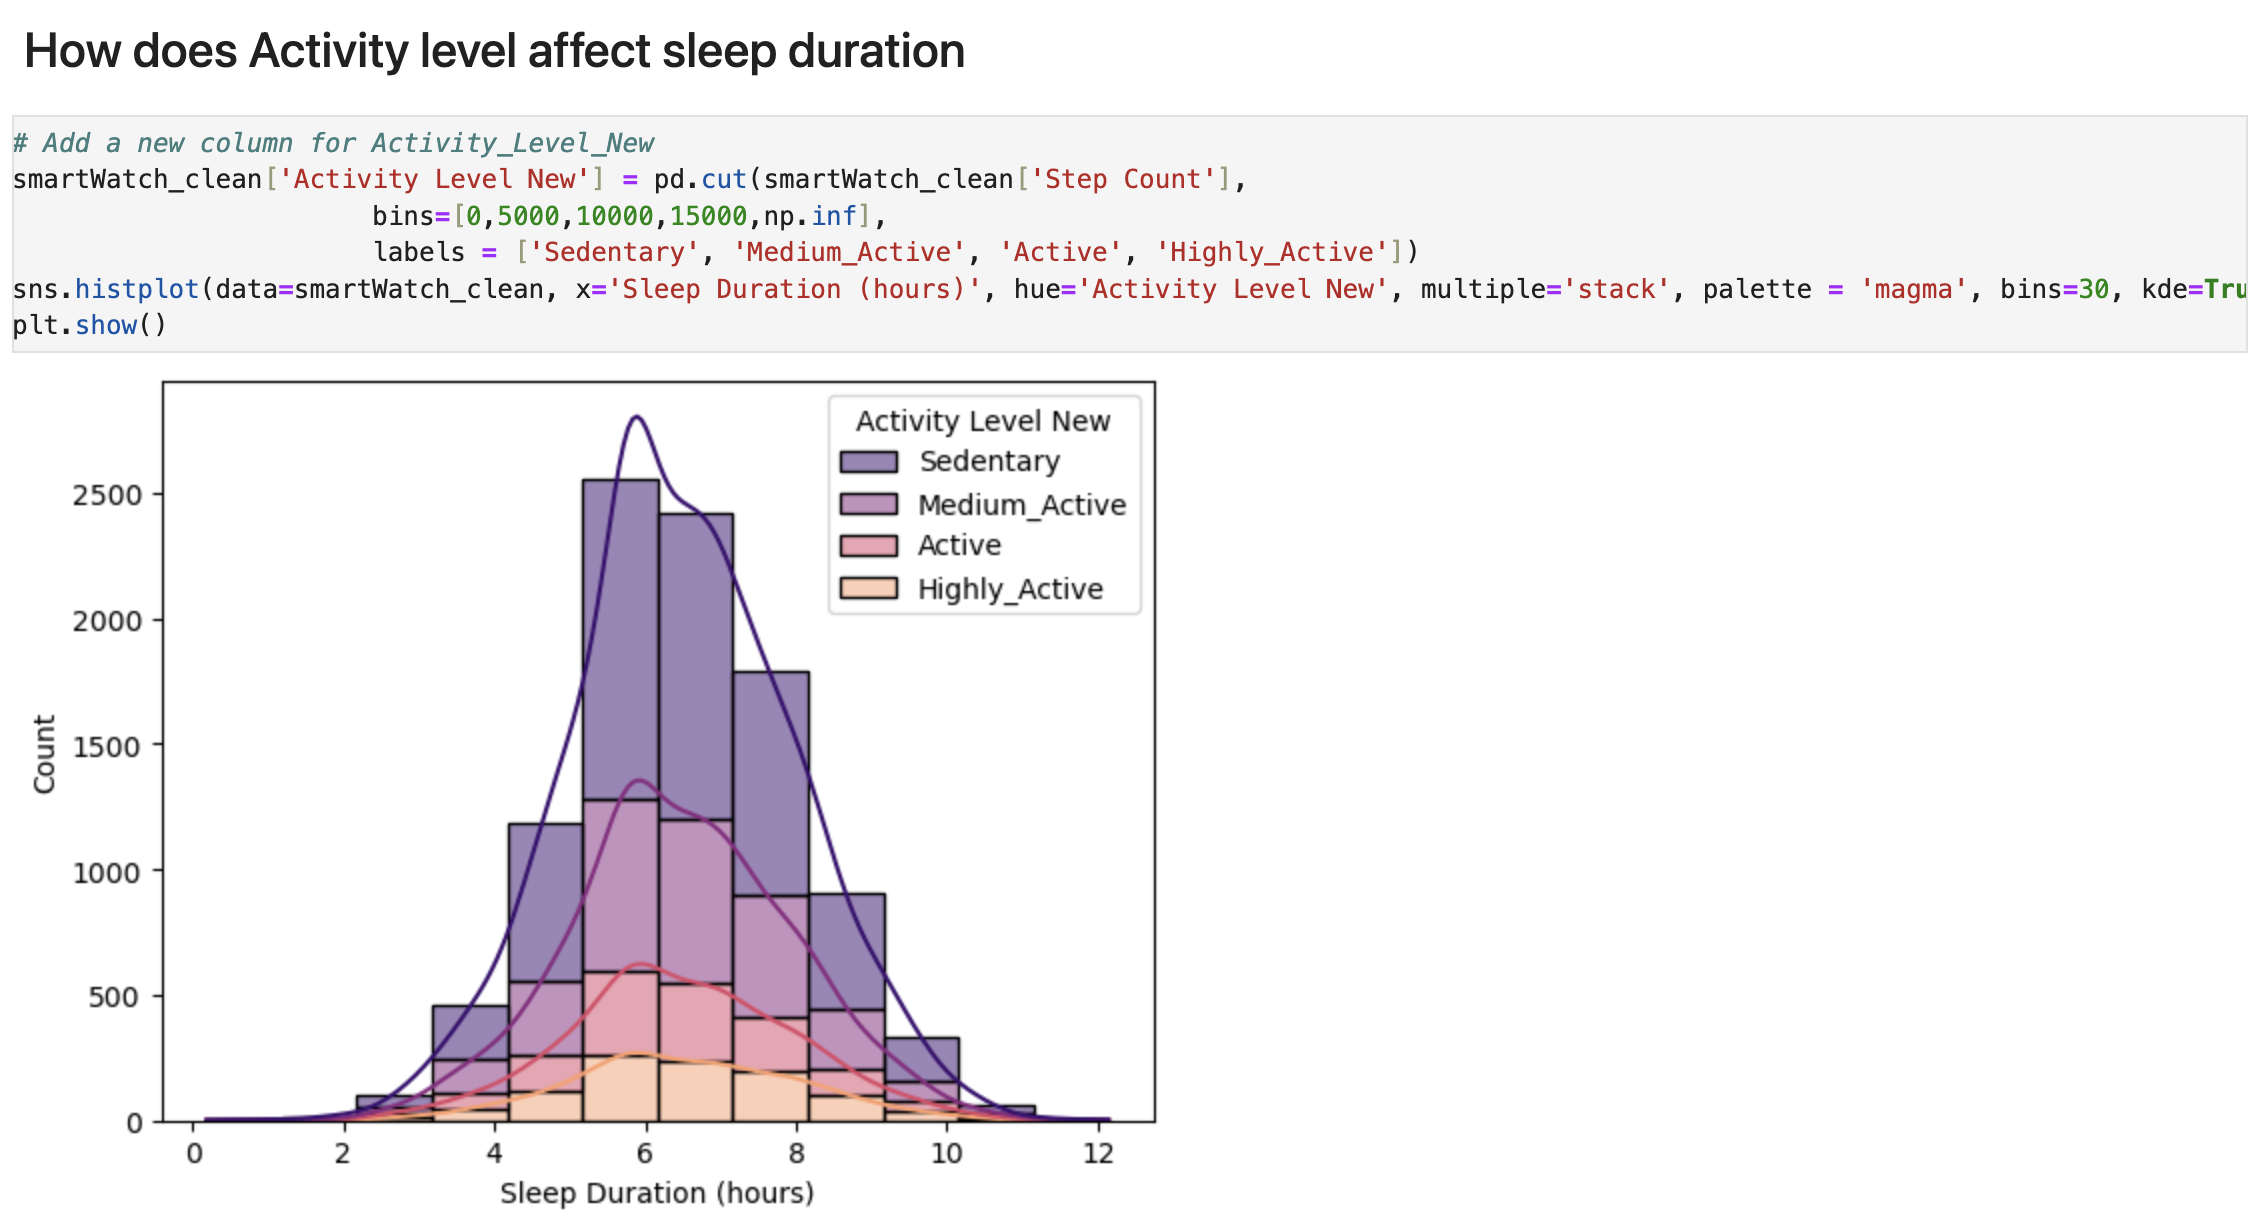 How does Activity level affect sleep duration
# Add a new column for Activity_Level_New
smartWatch_clean['Activity Level New'] = pd.cut(smartWatch_clean['Step Count'],
bins=[0,5000,10000,15000,np.inf],
labels = ['Sedentary', 'Medium_Active', 'Active', 'Highly_Active'])
sns.histplot(data=smartWatch_clean, x='Sleep Duration (hours)', hue='Activity Level New', multiple='stack', palette = 'magma', bins=30, kde=Tru
plt.show()
Activity Level New
Sedentary
Medium_Active
Active
Highly_Active
Count
2500
2000
1500
1000
500
0
0 2 4 6 8 10 12
Sleep Duration (hours)